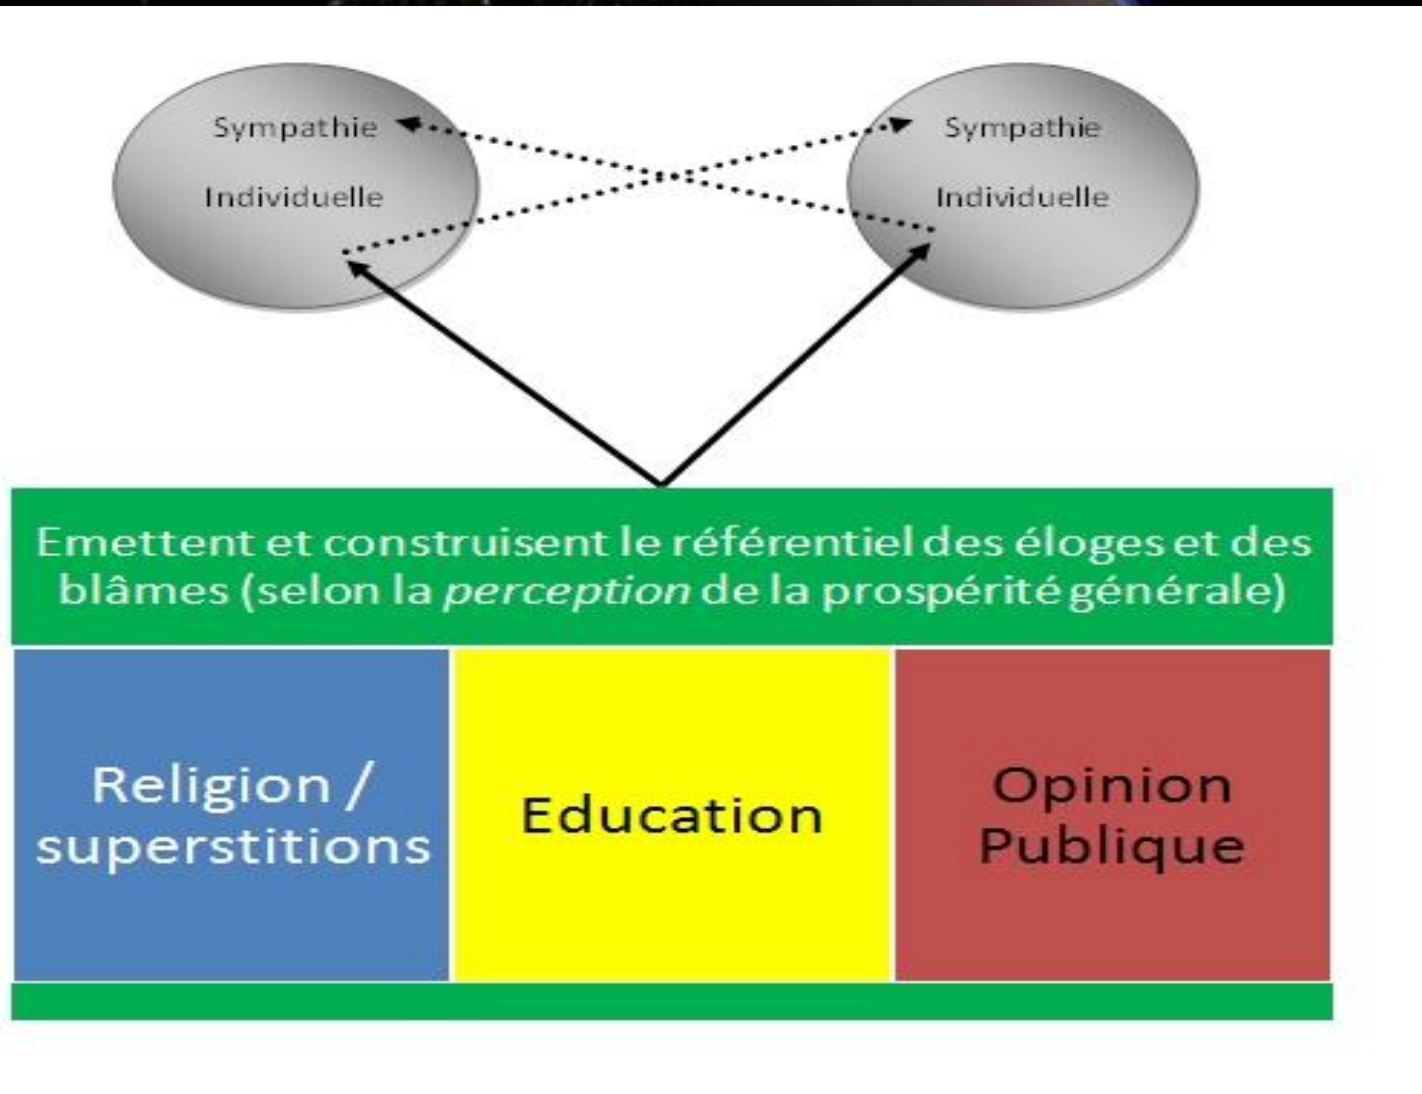 Sympathie
Individuelle
Sympathie
Individuelle
Emettent et construisent le référentiel des éloges et des
blâmes (selon la perception de la prospérité générale)
Religion /
superstitions
Education
Opinion
Publique